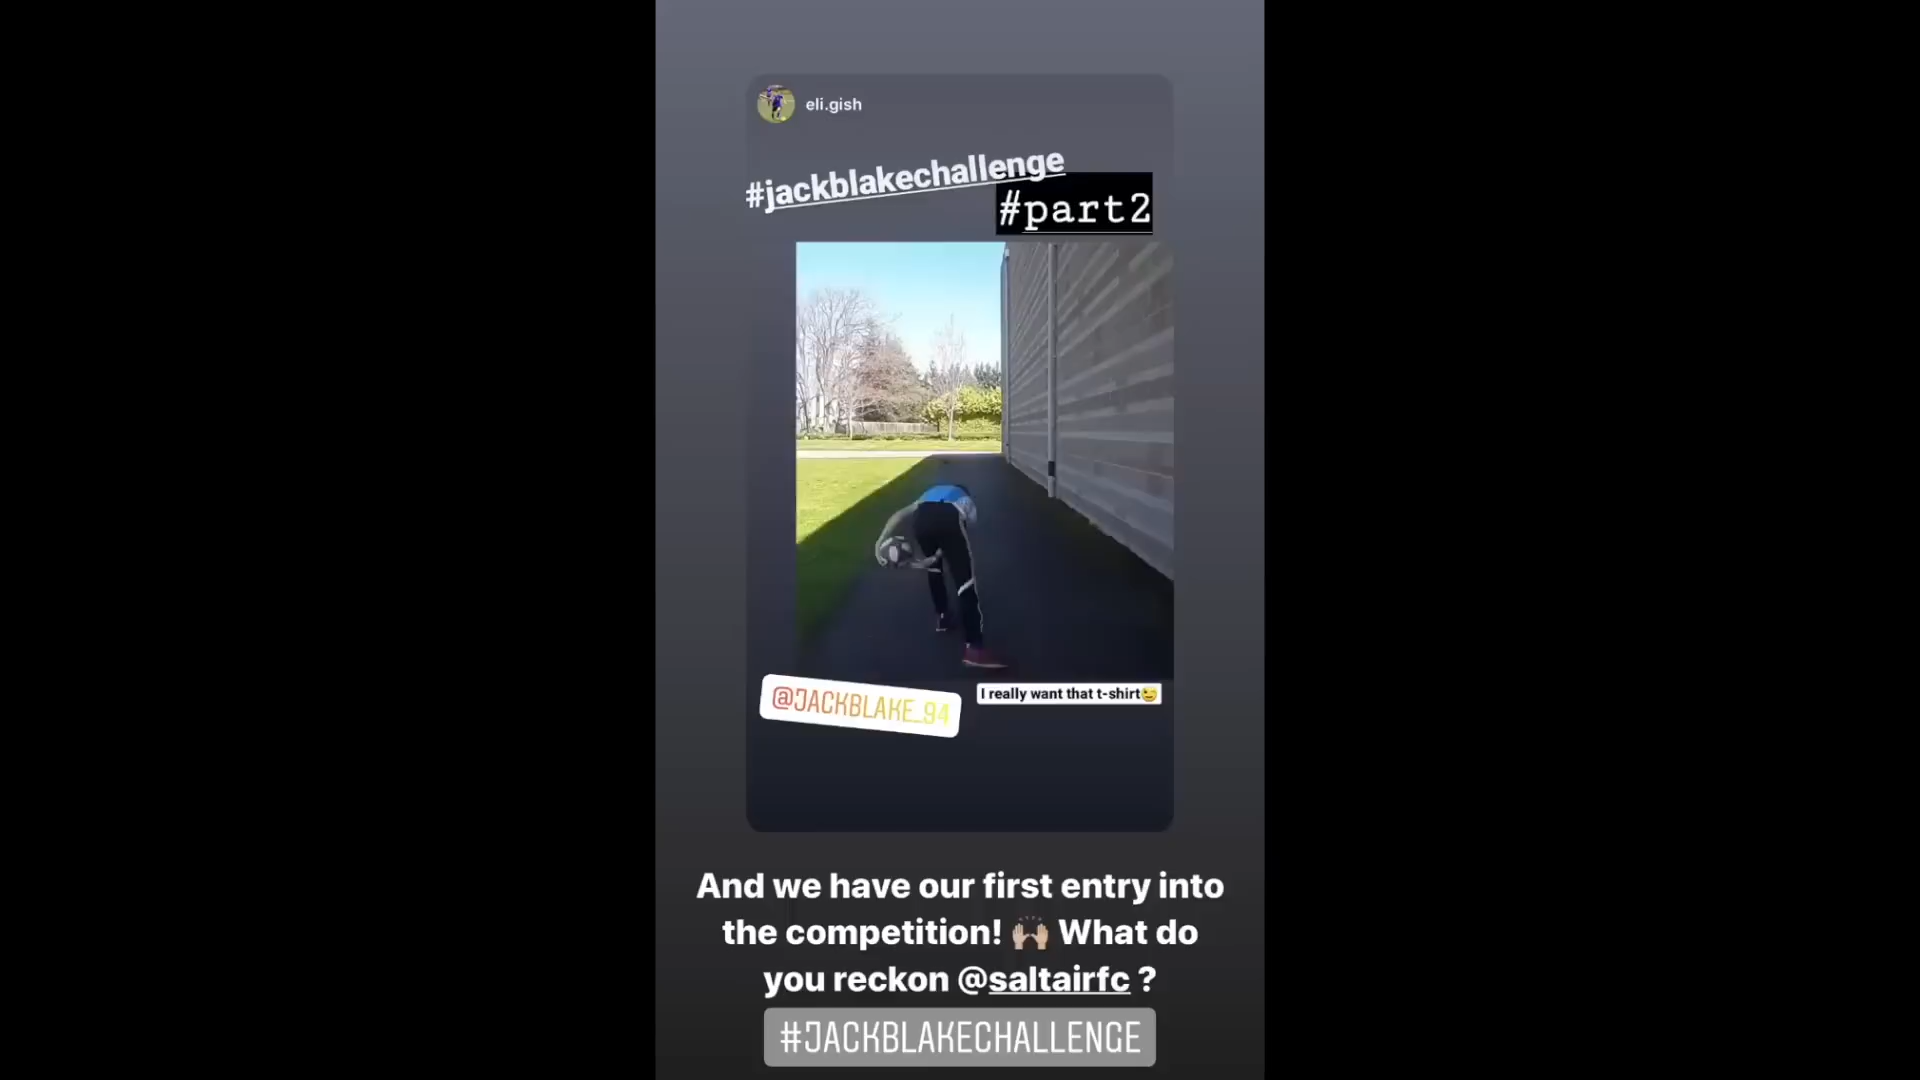 eli.gish
#jackblakechallenge
#part2
@JACKBLAKE_94
I really want that t-shirt😉
And we have our first entry into
the competition! 🙌🏼 What do
you reckon @saltairfc ?
#JACKBLAKECHALLENGE